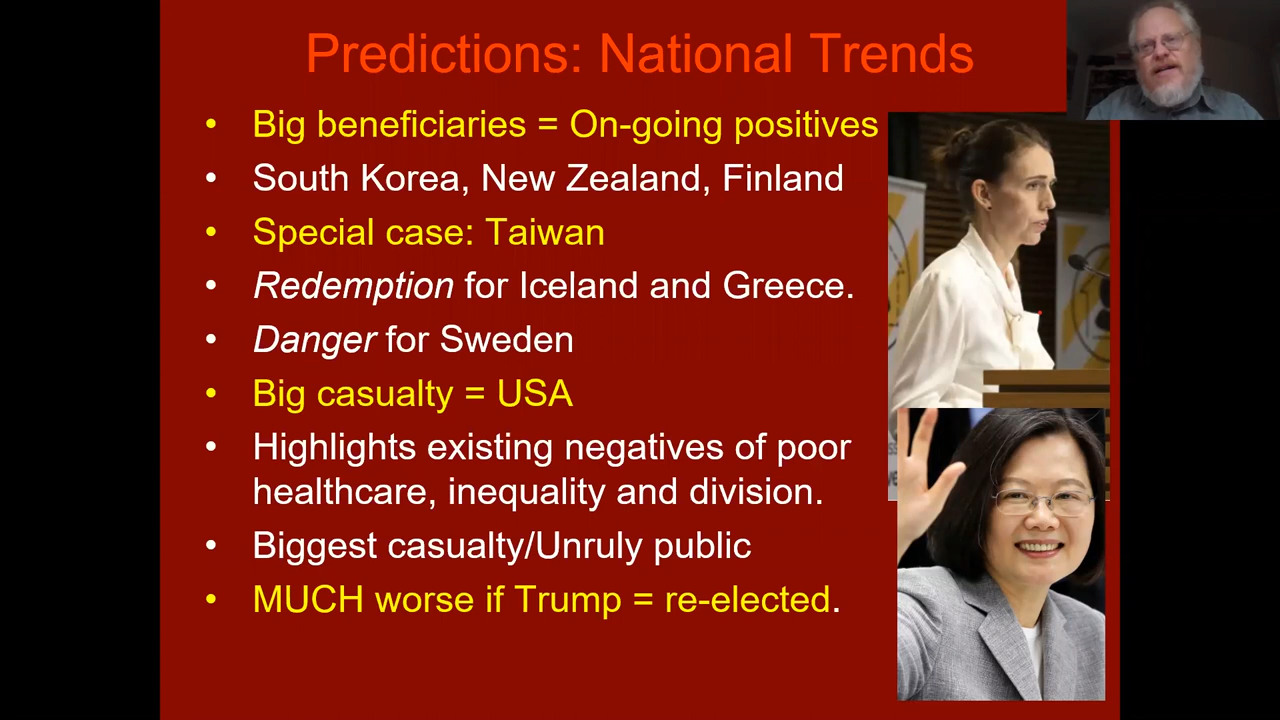 Predictions: National Trends
• Big beneficiaries = On-going positives
• South Korea, New Zealand, Finland
• Special case: Taiwan
• Redemption for Iceland and Greece.
• Danger for Sweden
• Big casualty = USA
• Highlights existing negatives of poor
healthcare, inequality and division.
• Biggest casualty/Unruly public
• MUCH worse if Trump = re-elected.